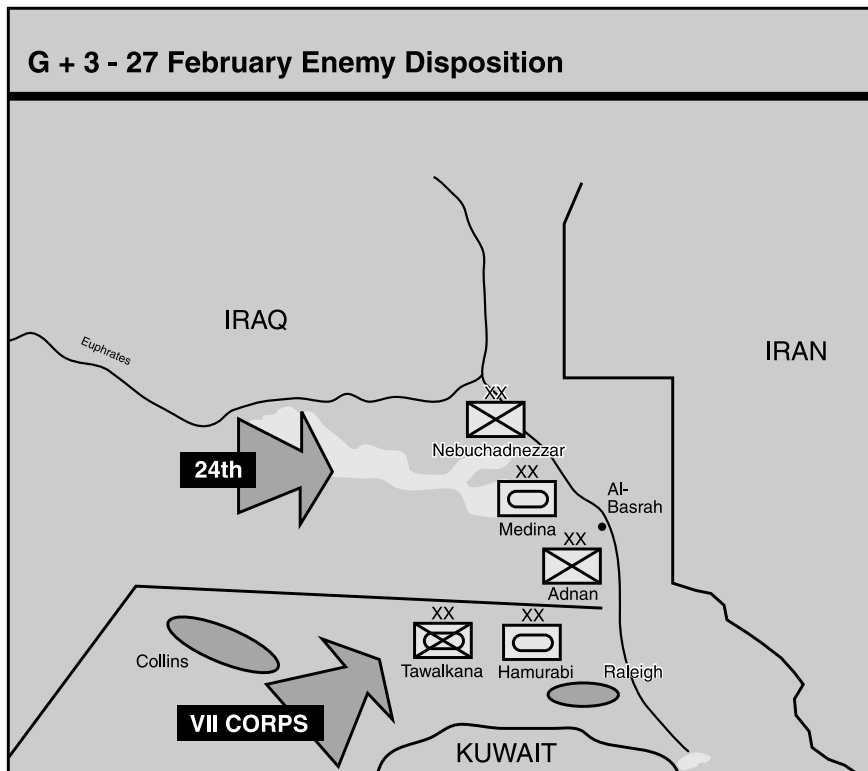 G + 3 - 27 February Enemy Disposition
IRAQ
IRAN
Euphrates
XX
Nebuchadnezzar
24th
XX
Medina
Al-
Basrah
XX
Adnan
XX
XX
Collins
Tawalkana
Hamurabi
Raleigh
VII CORPS
KUWAIT